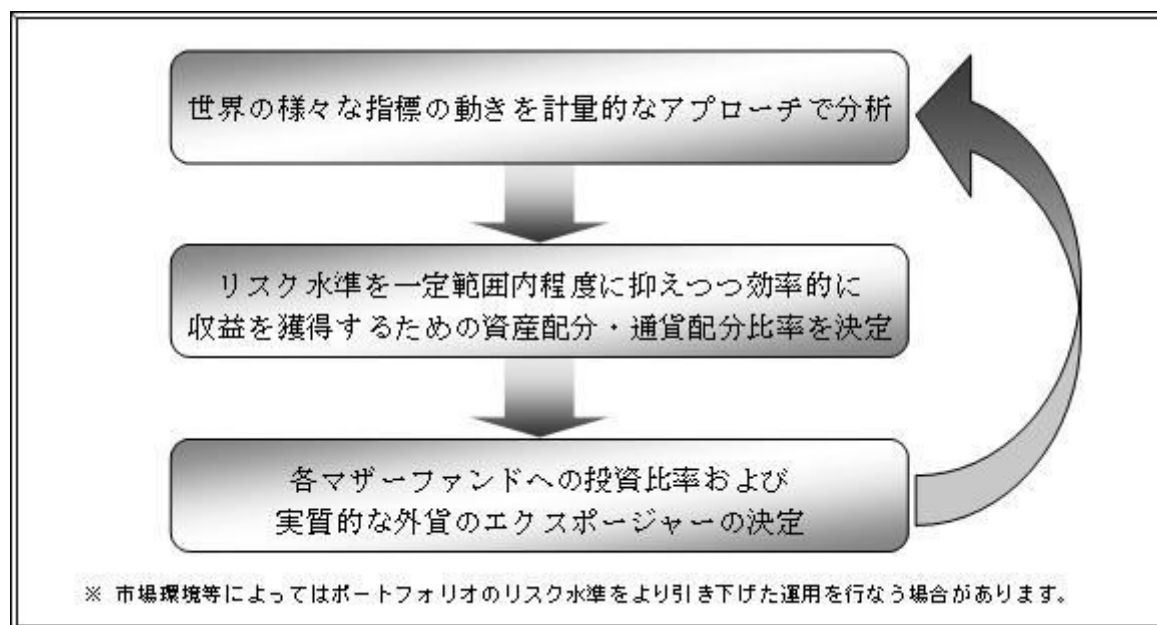 世界の様々な指標の動きを計量的なアプローチで分析
リスク水準を一定範囲内程度に抑えつつ効率的に
収益を獲得するための資産配分・通貨配分比率を決定
各マザーファンドへの投資比率および
実質的な外貨のエクスポージャーの決定
※ 市場環境等によってはポートフォリオのリスク水準をより引き下げた運用を行なう場合があります。